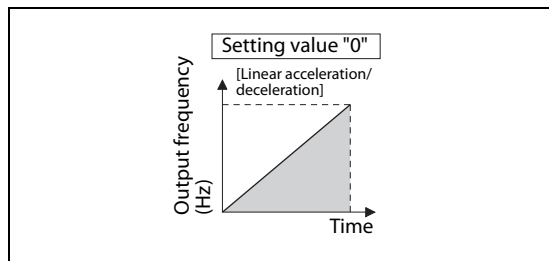 Setting value "0"
[Linear acceleration/
deceleration]
Output frequency
(Hz)
Time